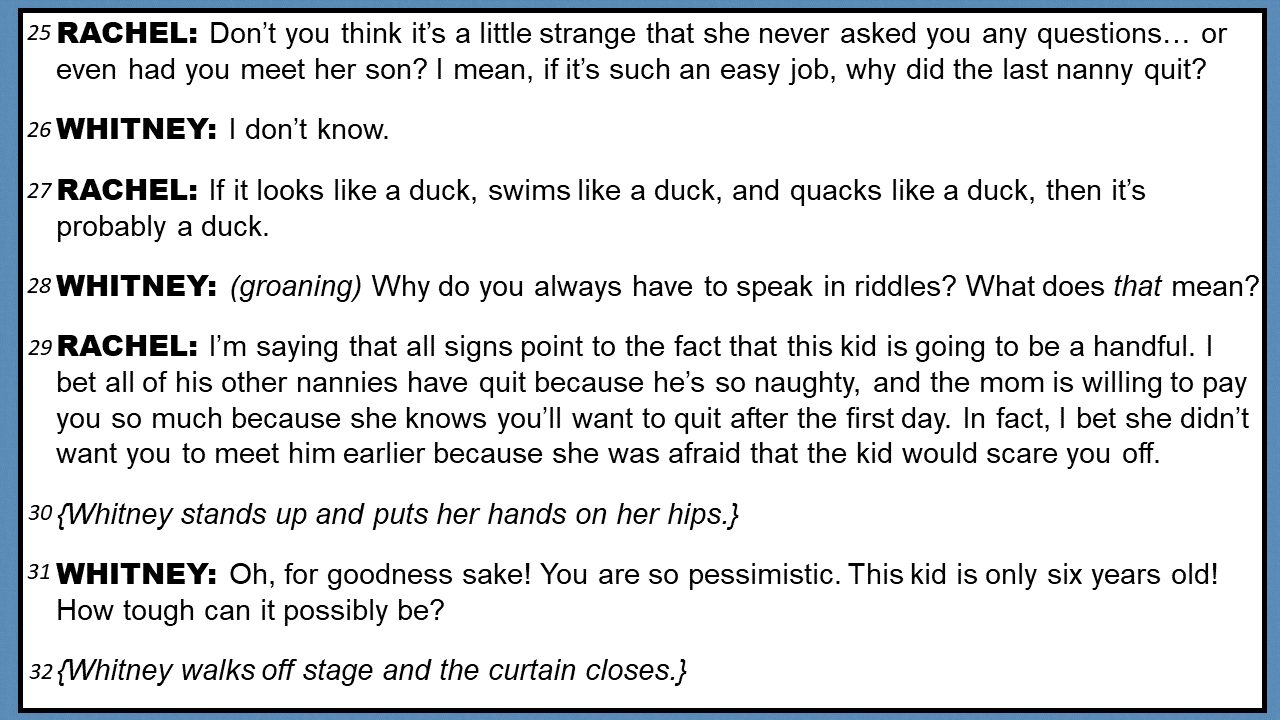 25 RACHEL: Don’t you think it’s a little strange that she never asked you any questions… or
even had you meet her son? I mean, if it’s such an easy job, why did the last nanny quit?
26 WHITNEY: I don’t know.
27 RACHEL: If it looks like a duck, swims like a duck, and quacks like a duck, then it’s
probably a duck.
28 WHITNEY: (groaning) Why do you always have to speak in riddles? What does that mean?
29 RACHEL: I’m saying that all signs point to the fact that this kid is going to be a handful. I
bet all of his other nannies have quit because he’s so naughty, and the mom is willing to pay
you so much because she knows you’ll want to quit after the first day. In fact, I bet she didn’t
want you to meet him earlier because she was afraid that the kid would scare you off.
30 {Whitney stands up and puts her hands on her hips.}
31 WHITNEY: Oh, for goodness sake! You are so pessimistic. This kid is only six years old!
How tough can it possibly be?
32 {Whitney walks off stage and the curtain closes.}